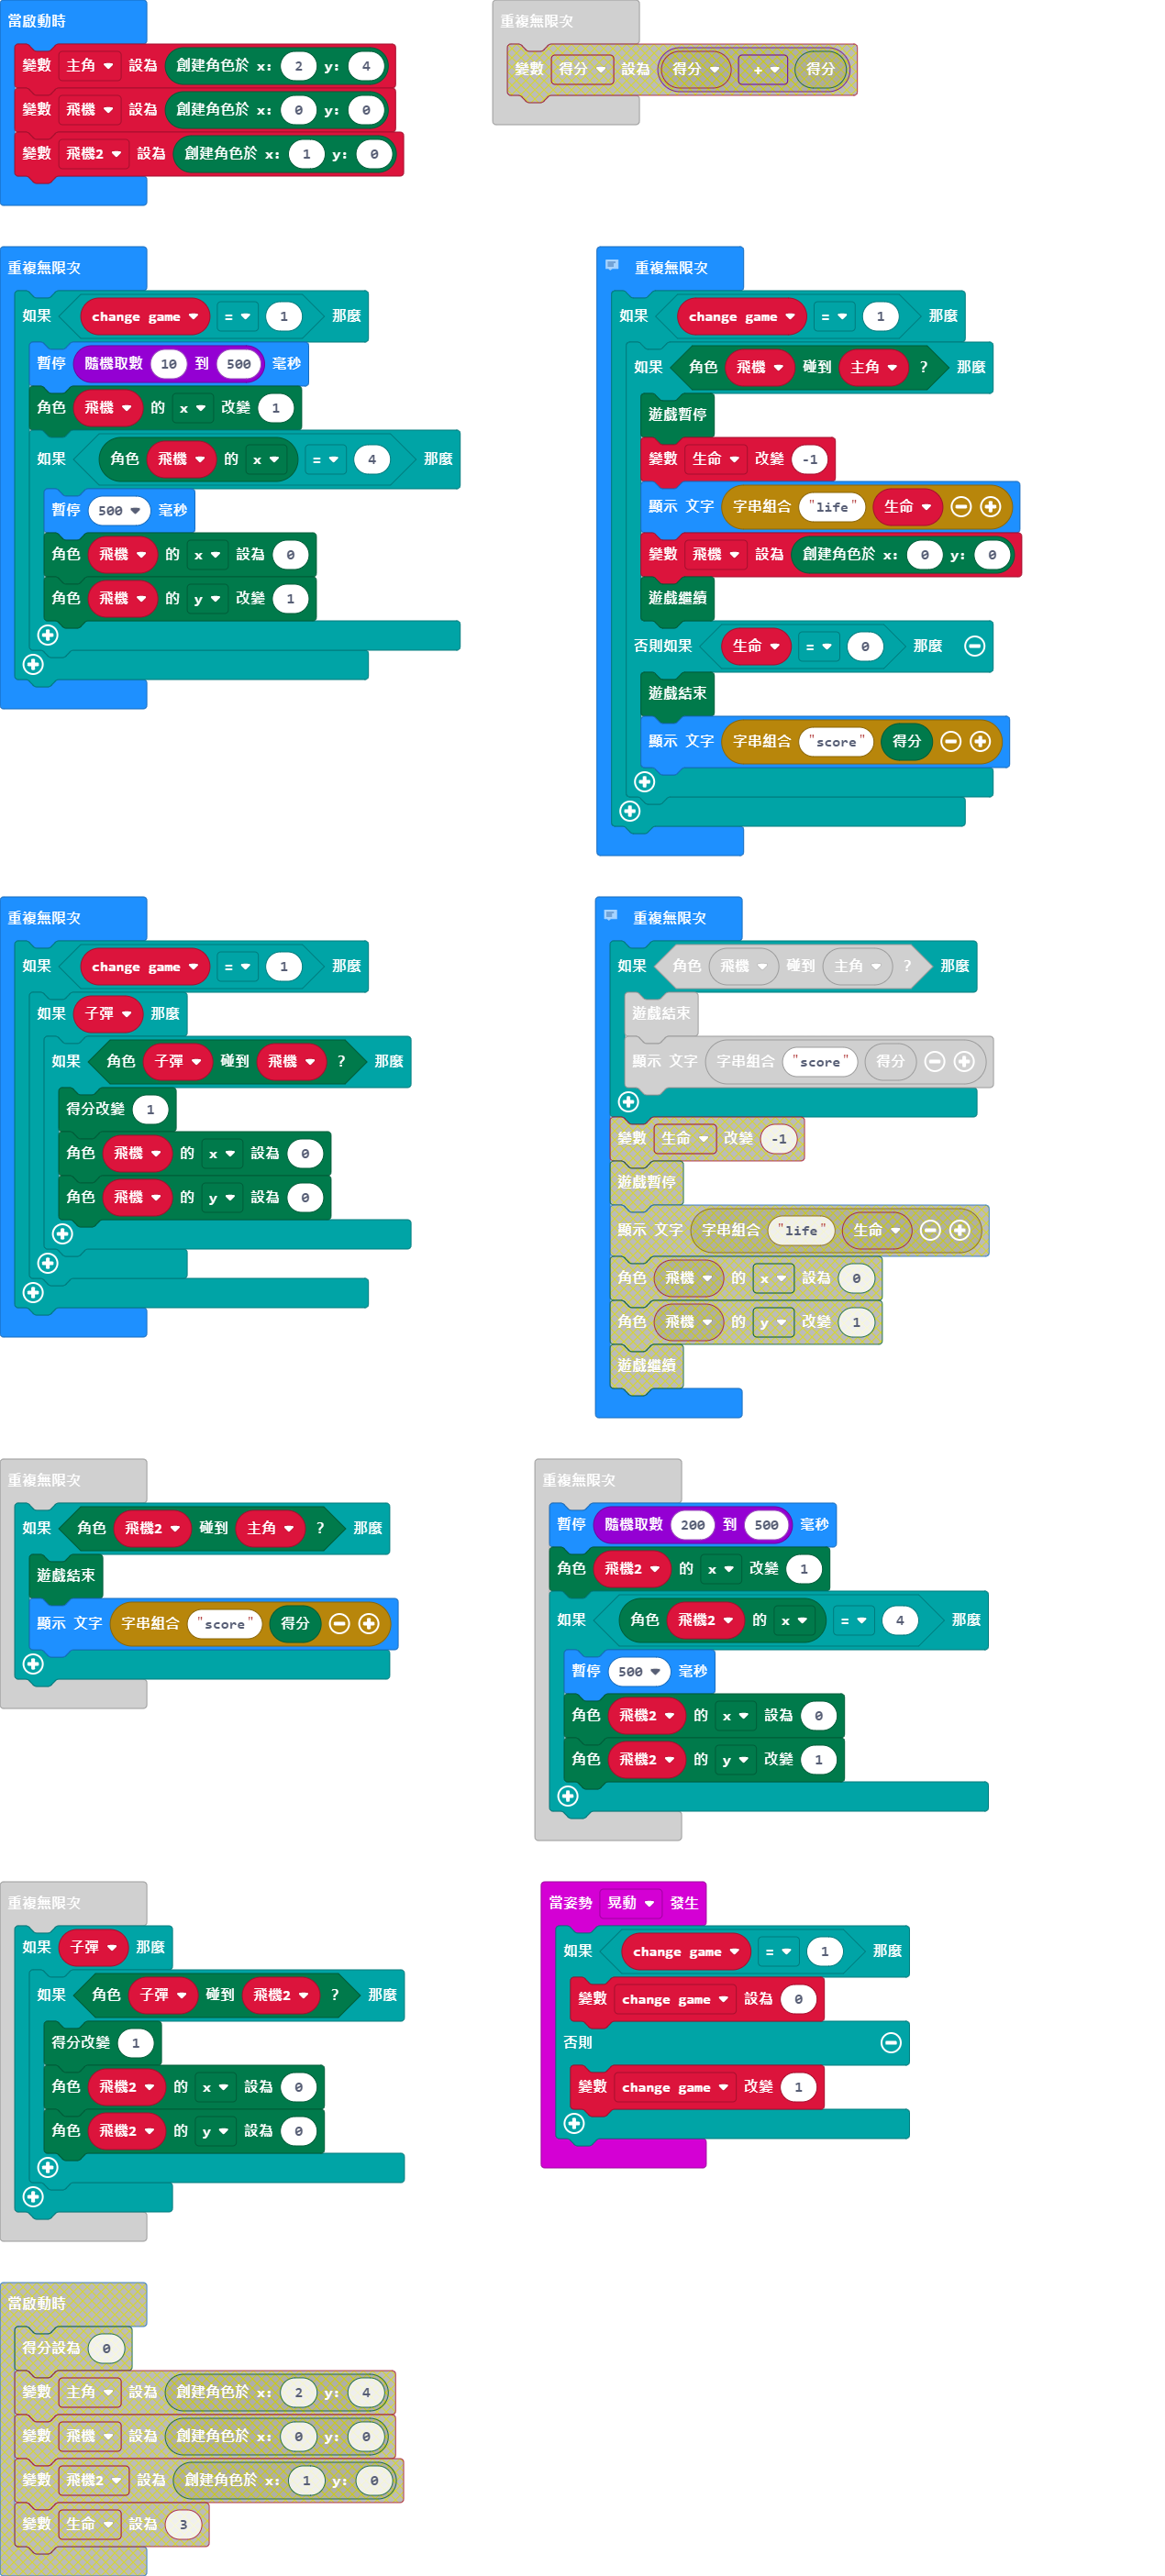 當啟動時
變數 主角 設為 創建角色於 x: 2 y: 4
變數 飛機 設為 創建角色於 x: 0 y: 0
變數 飛機2 設為 創建角色於 x: 1 y: 0
重複無限次
變數 得分 設為 得分 + 得分
重複無限次
如果 change game = 1 那麼
暫停 隨機取數 10 到 500 毫秒
角色 飛機 的 x 改變 1
如果 角色 飛機 的 x = 4 那麼
暫停 500 毫秒
角色 飛機 的 x 設為 0
角色 飛機 的 y 改變 1
重複無限次
如果 change game = 1 那麼
如果 角色 飛機 碰到 主角 ? 那麼
遊戲暫停
變數 生命 改變 -1
顯示 文字 字串組合 "life" 生命
變數 飛機 設為 創建角色於 x: 0 y: 0
遊戲繼續
否則如果 生命 = 0 那麼
遊戲結束
顯示 文字 字串組合 "score" 得分
重複無限次
如果 change game = 1 那麼
如果 子彈 那麼
如果 角色 子彈 碰到 飛機 ? 那麼
得分改變 1
角色 飛機 的 x 設為 0
角色 飛機 的 y 設為 0
重複無限次
如果 角色 飛機 碰到 主角 ? 那麼
遊戲結束
顯示 文字 字串組合 "score" 得分
變數 生命 改變 -1
遊戲暫停
顯示 文字 字串組合 "life" 生命
角色 飛機 的 x 設為 0
角色 飛機 的 y 改變 1
遊戲繼續
重複無限次
如果 角色 飛機2 碰到 主角 ? 那麼
遊戲結束
顯示 文字 字串組合 "score" 得分
重複無限次
暫停 隨機取數 200 到 500 毫秒
角色 飛機2 的 x 改變 1
如果 角色 飛機2 的 x = 4 那麼
暫停 500 毫秒
角色 飛機2 的 x 設為 0
角色 飛機2 的 y 改變 1
重複無限次
如果 子彈 那麼
如果 角色 子彈 碰到 飛機2 ? 那麼
得分改變 1
角色 飛機2 的 x 設為 0
角色 飛機2 的 y 設為 0
當姿勢 晃動 發生
如果 change game = 1 那麼
變數 change game 設為 0
否則
變數 change game 改變 1
當啟動時
得分設為 0
變數 主角 設為 創建角色於 x: 2 y: 4
變數 飛機 設為 創建角色於 x: 0 y: 0
變數 飛機2 設為 創建角色於 x: 1 y: 0
變數 生命 設為 3